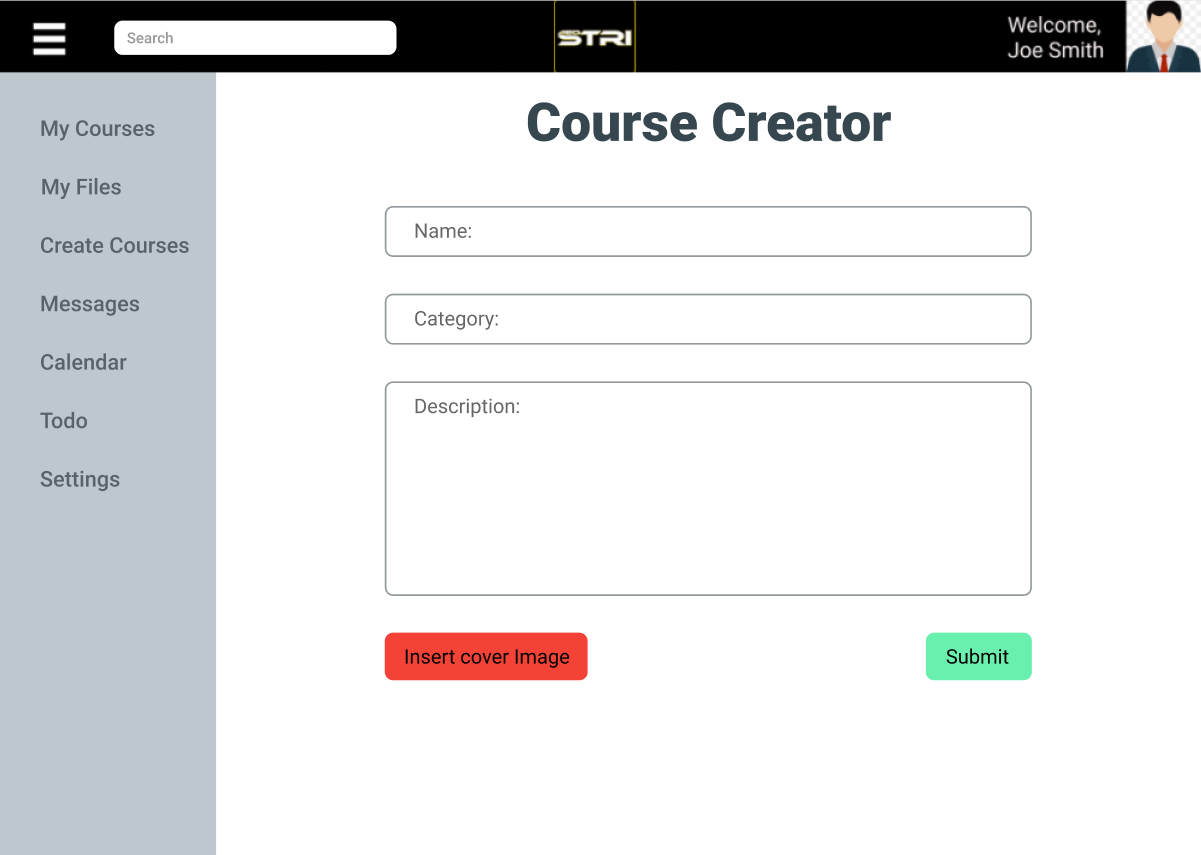 Search
STRI
Welcome,
Joe Smith
My Courses
My Files
Create Courses
Messages
Calendar
Todo
Settings
Course Creator
Name:
Category:
Description:
Insert cover Image
Submit